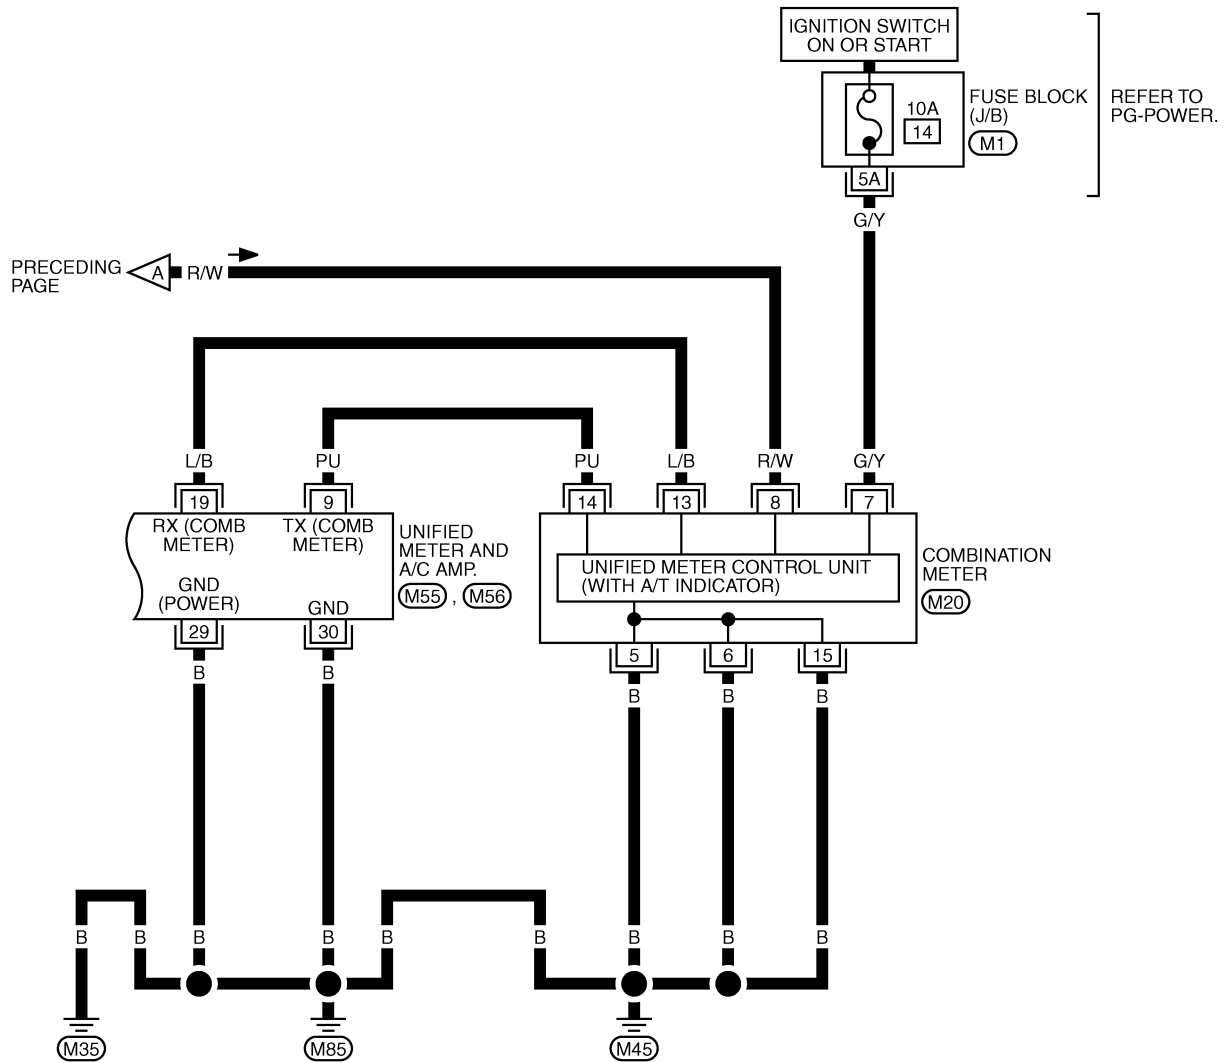 IGNITION SWITCH
ON OR START
10A
14
FUSE BLOCK
(J/B)
M1
REFER TO
PG-POWER.
5A
G/Y
PRECEDING
PAGE
A
R/W
L/B
PU
PU
L/B
R/W
G/Y
19
9
14
13
8
7
RX (COMB
METER)
TX (COMB
METER)
GND
(POWER)
GND
UNIFIED
METER AND
A/C AMP.
M55 , M56
UNIFIED METER CONTROL UNIT
(WITH A/T INDICATOR)
COMBINATION
METER
M20
29
30
5
6
15
B
B
B
B
B
B
B
B
B
B
B
B
B
B
M35
M85
M45